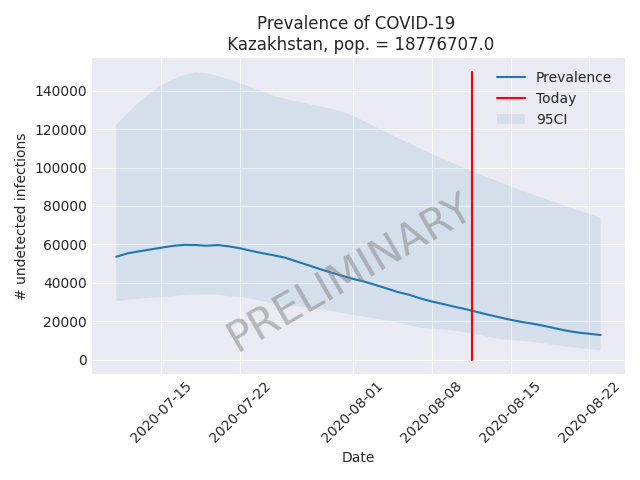 Prevalence of COVID-19
Kazakhstan, pop. = 18776707.0
Prevalence
Today
95CI
140000
120000
100000
80000
60000
40000
20000
0
# undetected infections
PRELIMINARY
2020-07-15
2020-07-22
2020-08-01
2020-08-08
2020-08-15
2020-08-22
Date